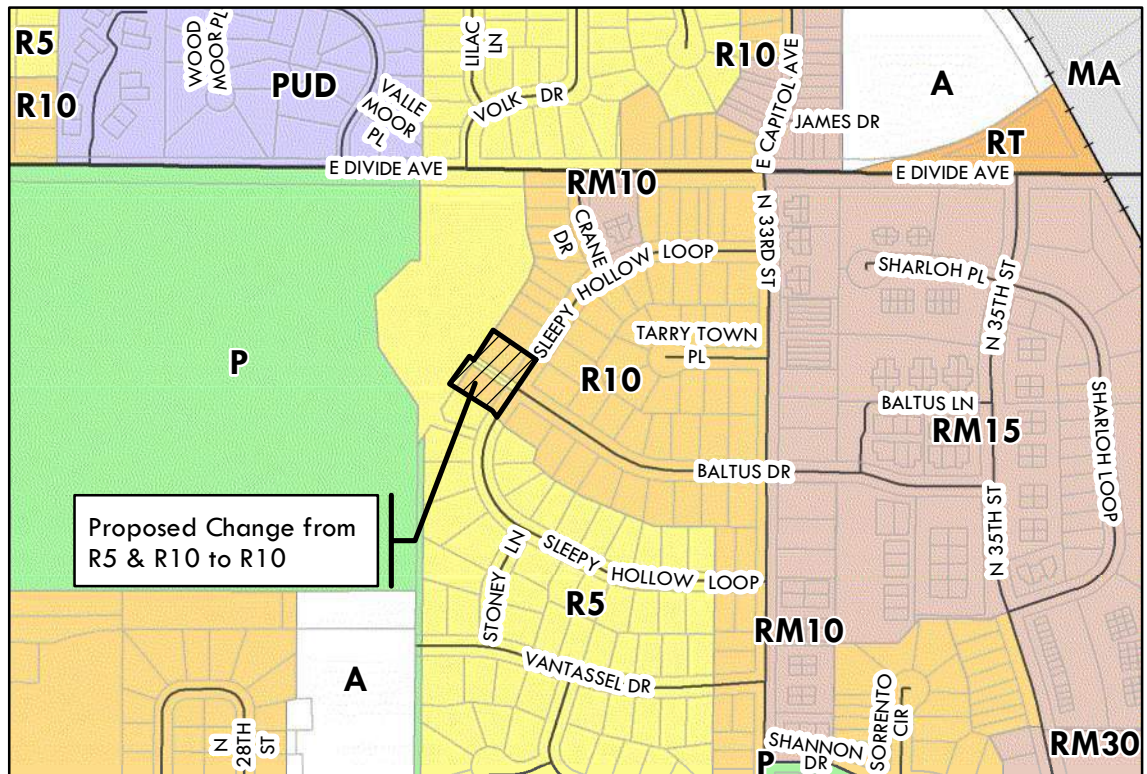 R5
R10
WOOD
MOOR PL
PUD
VALLE
MOOR
PL
LILAC
LN
VOLK DR
R10
E CAPITOL AVE
JAMES DR
A
MA
RT
E DIVIDE AVE
E DIVIDE AVE
RM10
CRANE
DR
SLEEPY HOLLOW LOOP
N 33RD ST
SHARLOH PL
N 35TH ST
TARRY TOWN
PL
P
R10
BALTUS LN
RM15
SHARLOH LOOP
BALTUS DR
N 35TH ST
Proposed Change from
R5 & R10 to R10
SLEEPY HOLLOW LOOP
STONEY
LN
R5
RM10
VANTASSEL DR
A
N
28TH
ST
SORRENTO
CIR
SHANNON
DR
P
RM30